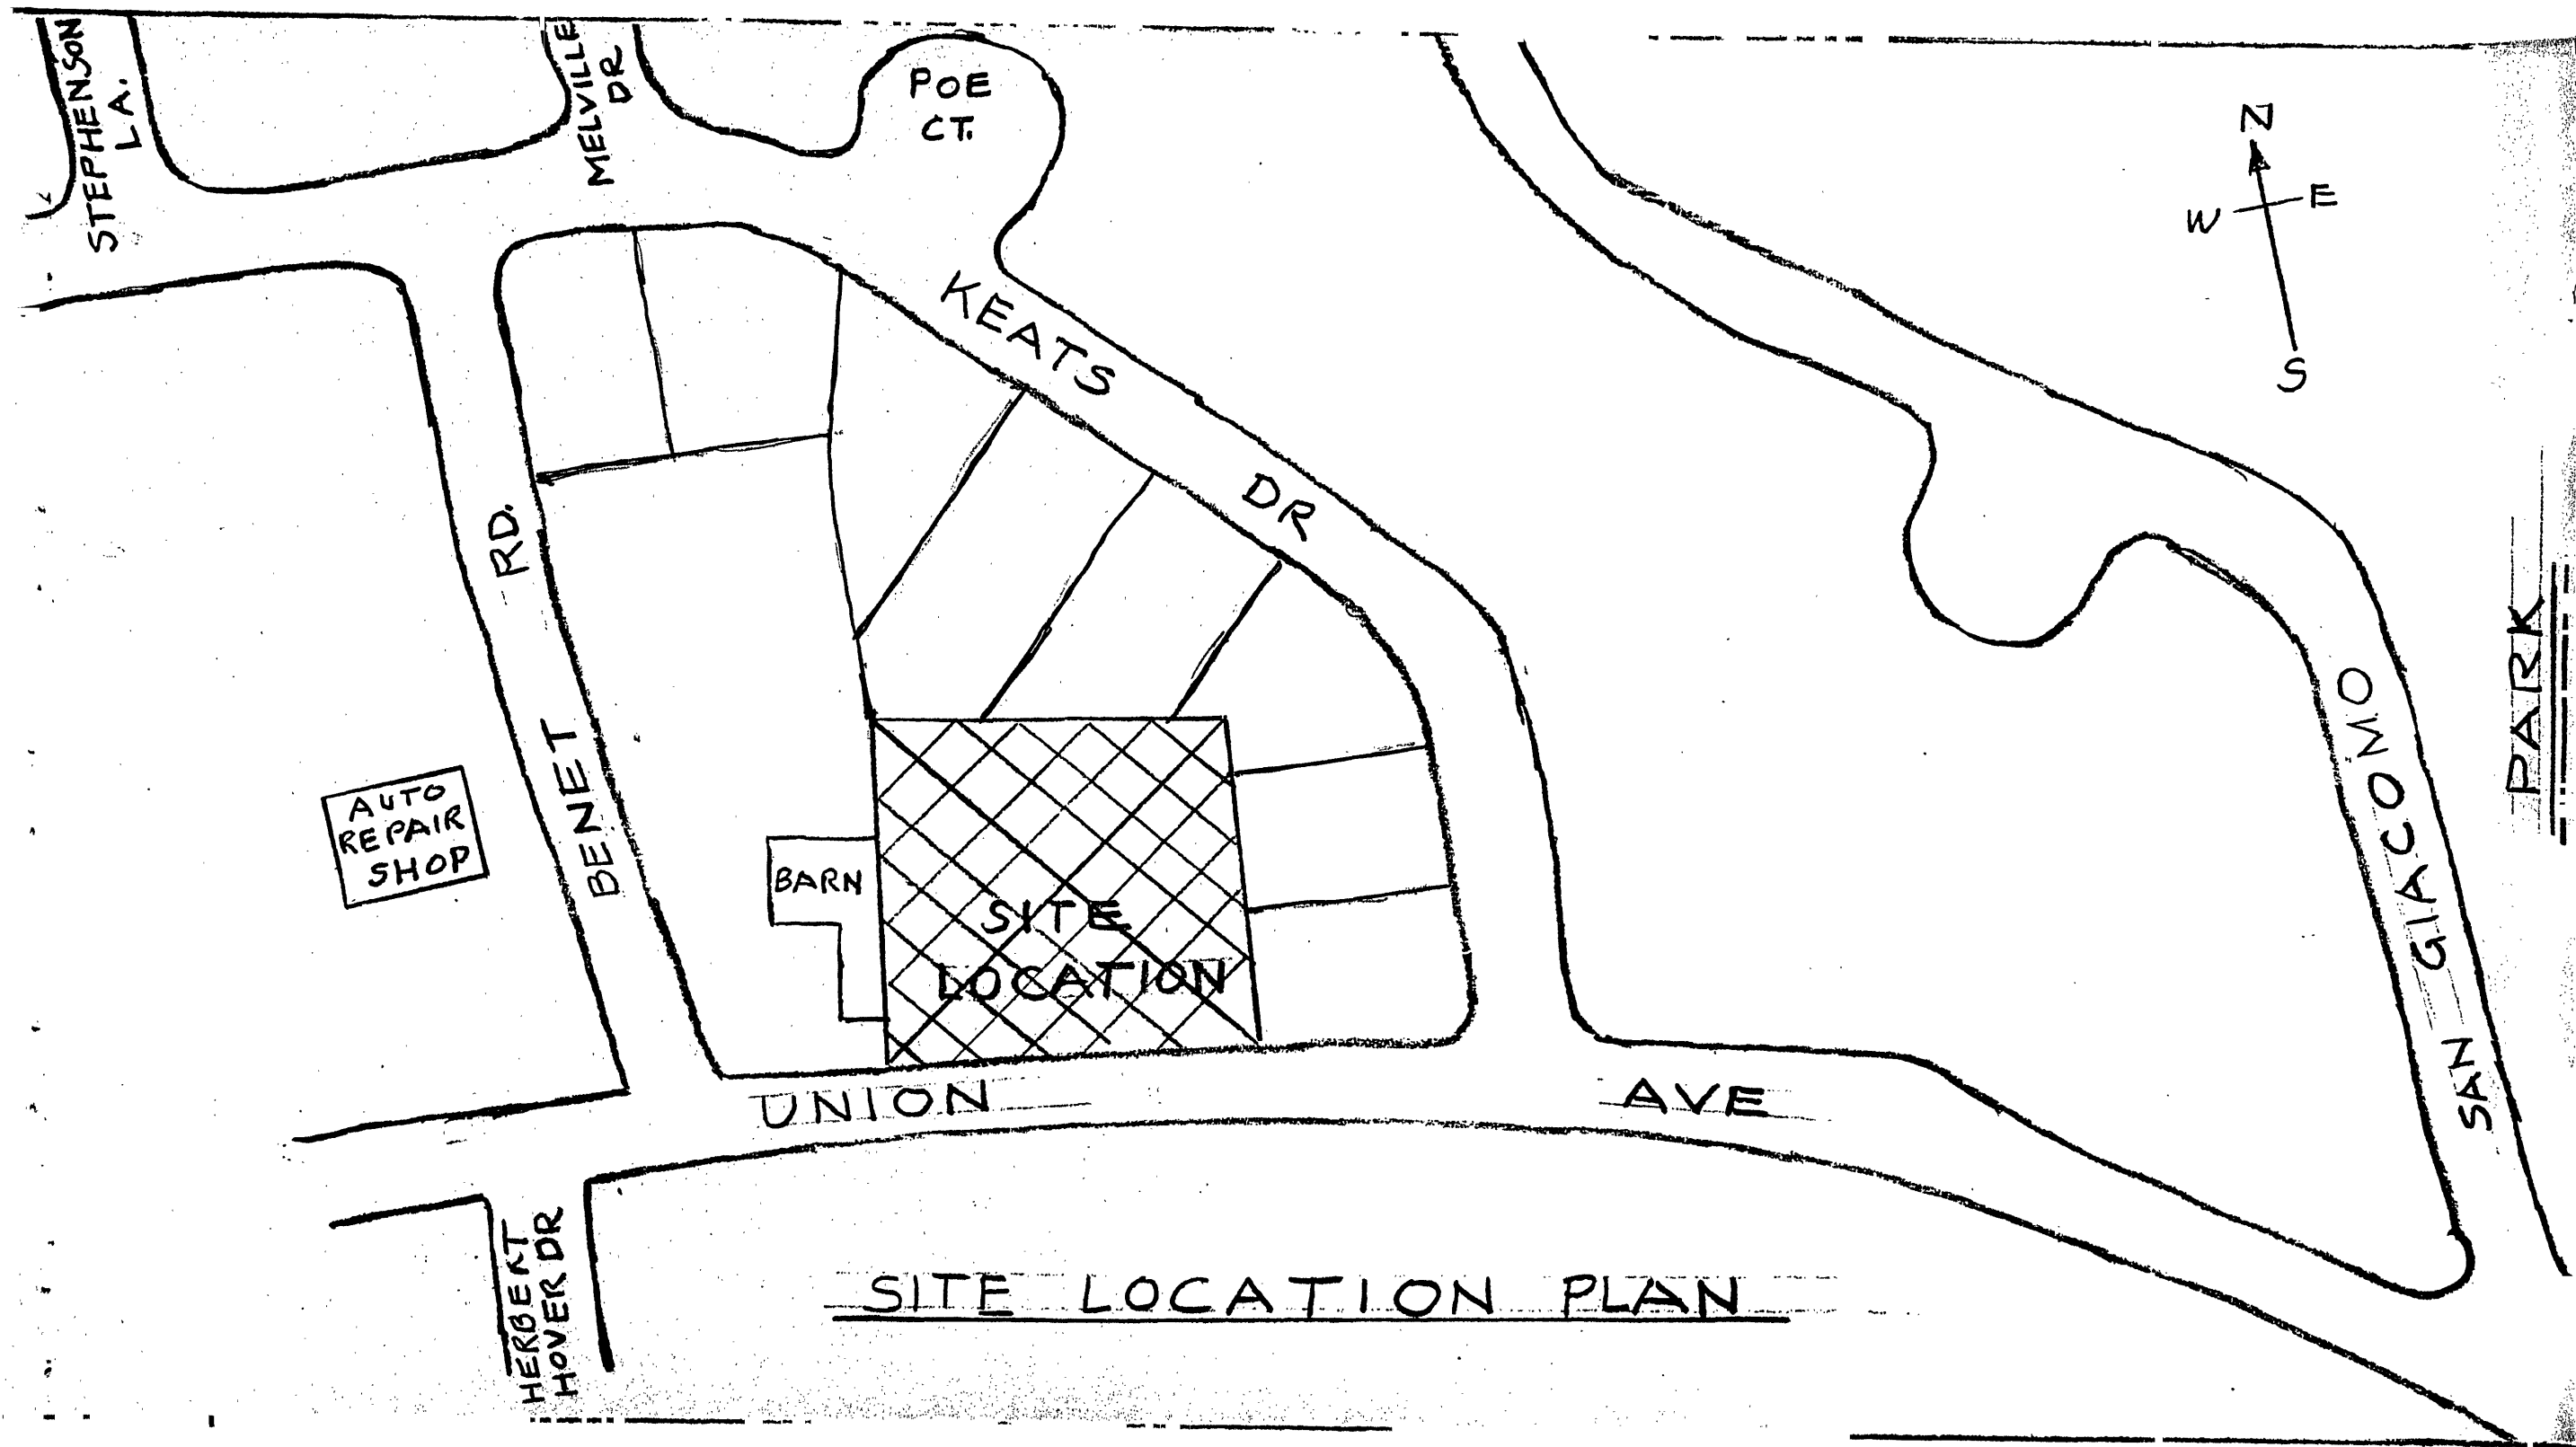 STEPHENSON
LA.
MELVILLE
DR
POE
CT.
N
W
E
S
KEATS
DR
BENET RD.
AUTO
REPAIR
SHOP
BARN
SITE
LOCATION
PARK
SAN GIACOMO
UNION AVE
HERBERT
HOVER DR
SITE LOCATION PLAN